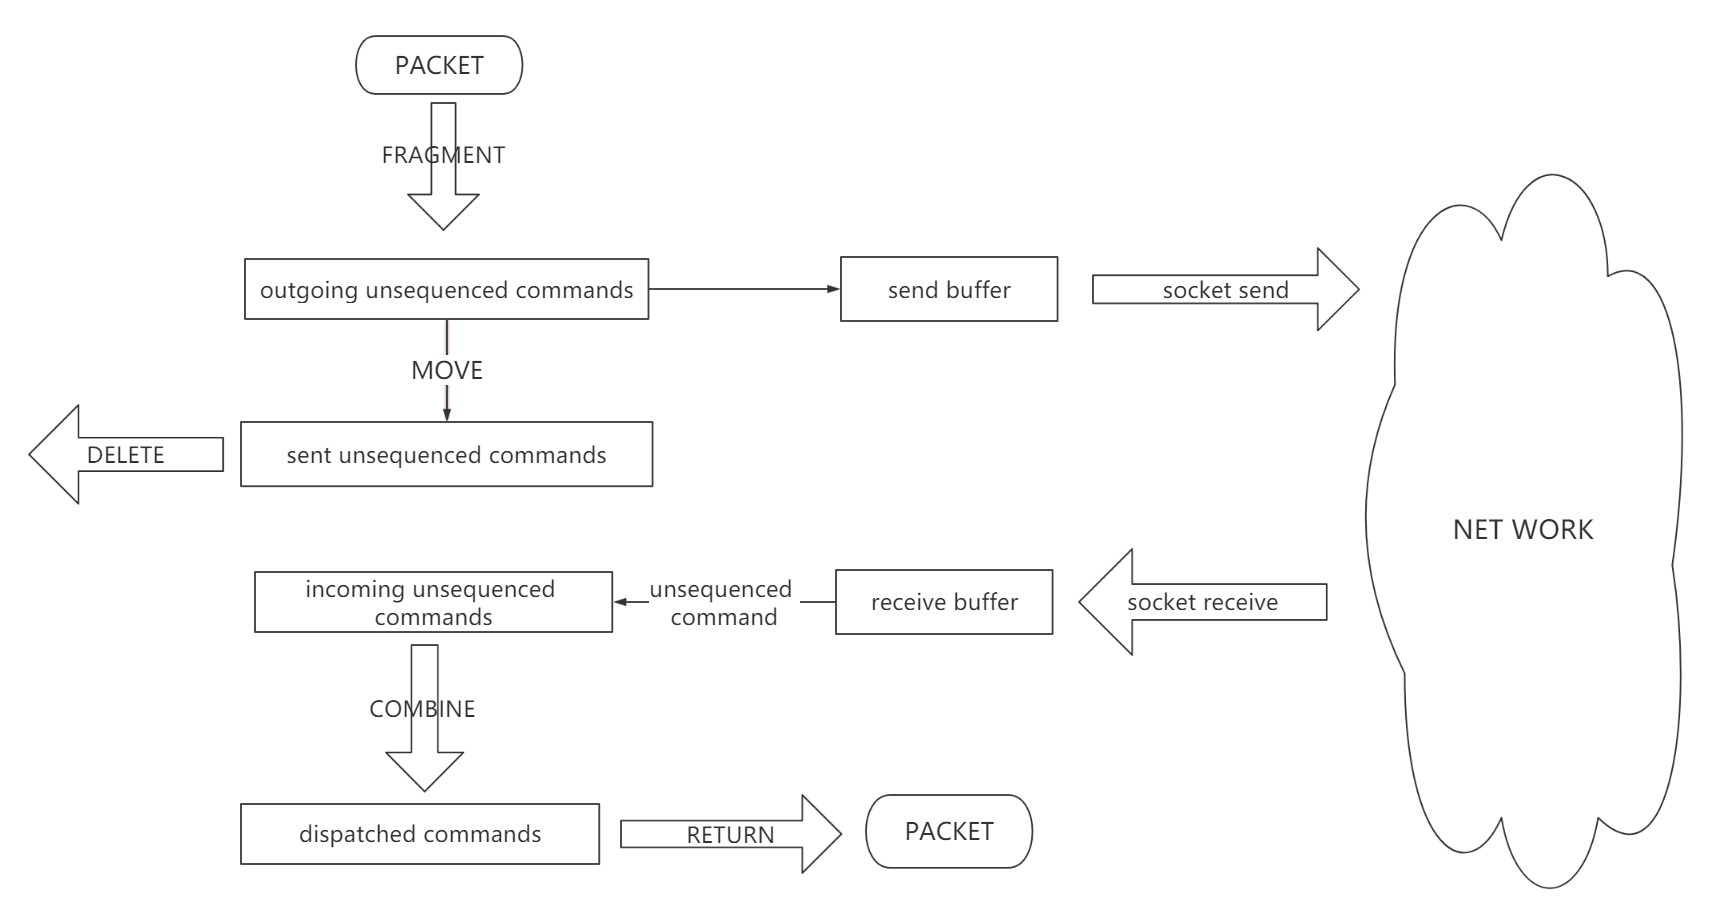 PACKET
FRAGMENT
outgoing unsequenced commands
send buffer
socket send
MOVE
DELETE
sent unsequenced commands
NET WORK
incoming unsequenced
commands
unsequenced
command
receive buffer
socket receive
COMBINE
dispatched commands
RETURN
PACKET